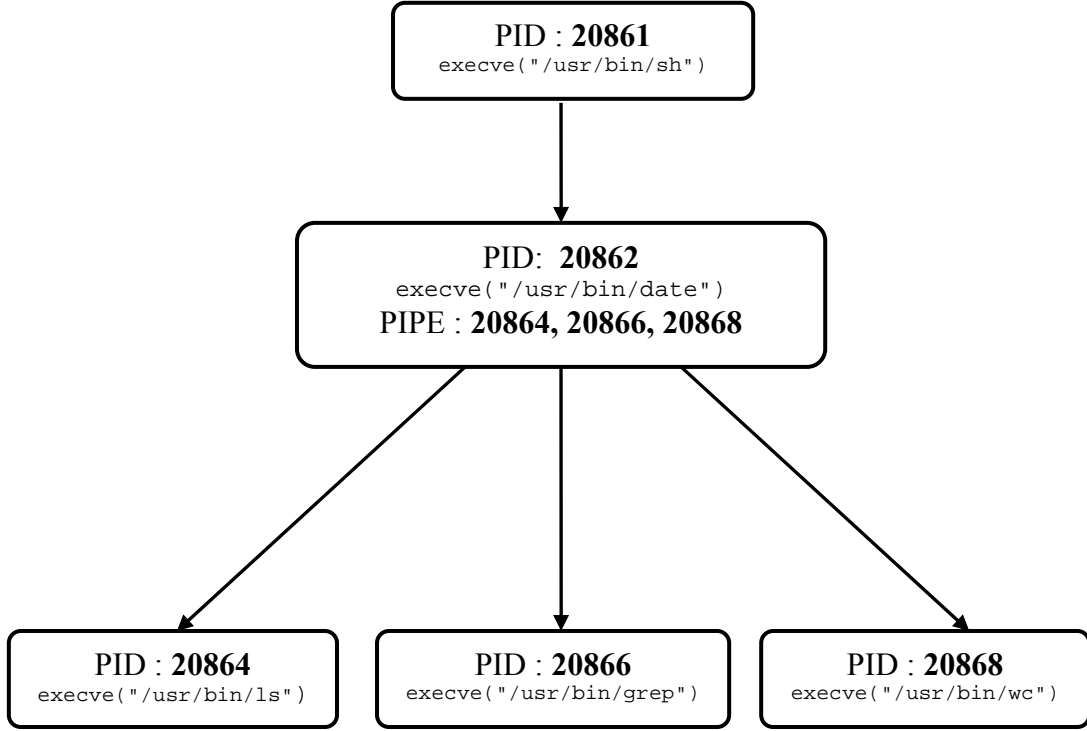 PID : 20861
execve("/usr/bin/sh")
PID: 20862
execve("/usr/bin/date")
PIPE : 20864, 20866, 20868
PID : 20864
execve("/usr/bin/ls")
PID : 20866
execve("/usr/bin/grep")
PID : 20868
execve("/usr/bin/wc")